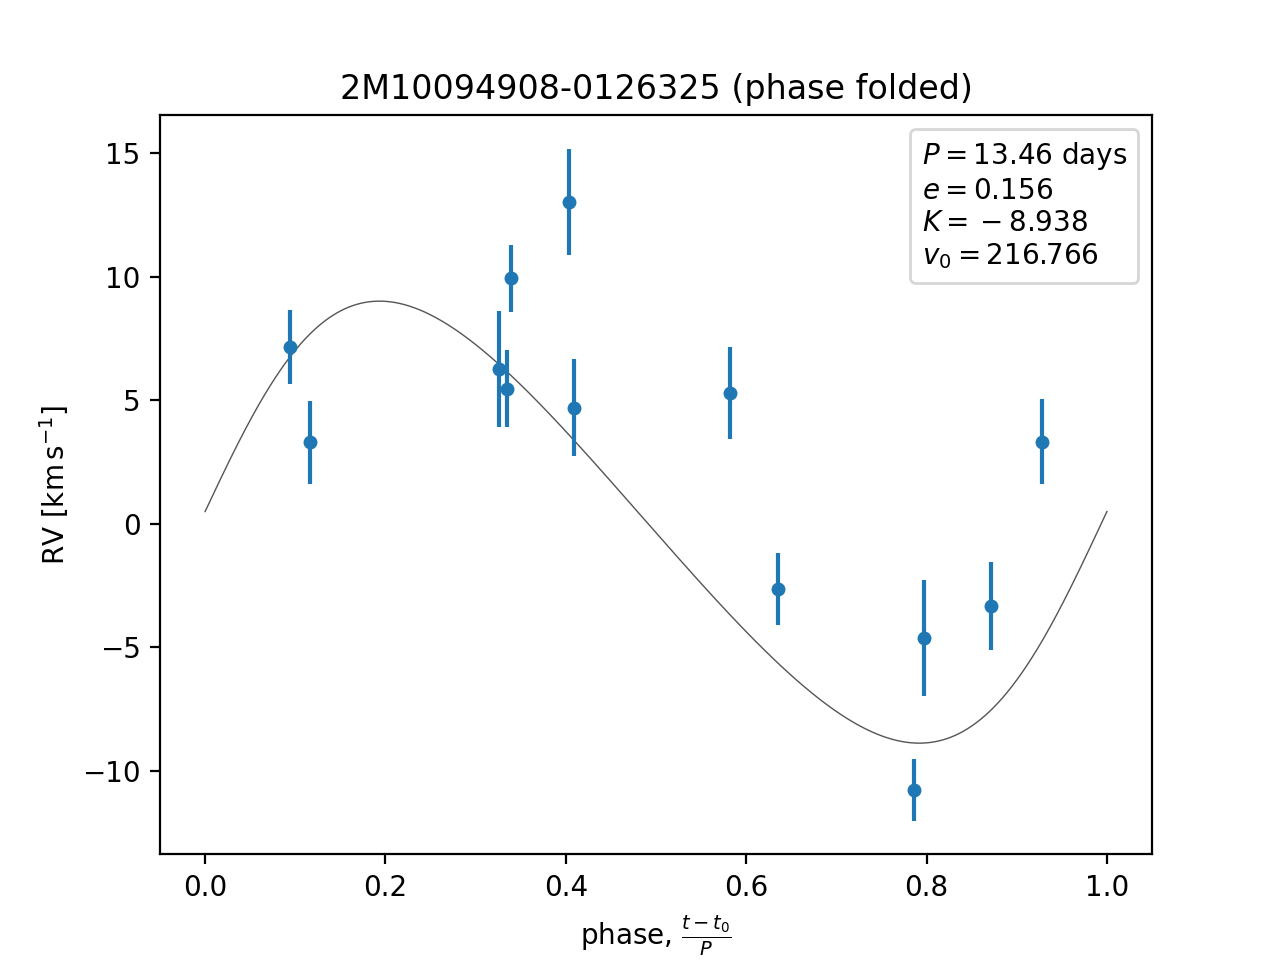 2M10094908-0126325 (phase folded)
P = 13.46 days
e = 0.156
K = −8.938
v₀ = 216.766
15
10
5
0
−5
−10
RV [km s⁻¹]
0.0 0.2 0.4 0.6 0.8 1.0
phase, (t − t₀)/P